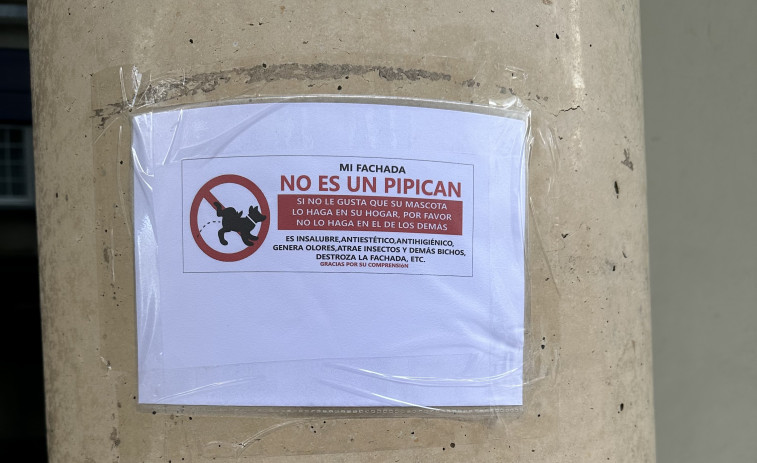 MI FACHADA
NO ES UN PIPICAN
SI NO LE GUSTA QUE SU MASCOTA
LO HAGA EN SU HOGAR, POR FAVOR
NO LO HAGA EN EL DE LOS DEMÁS
ES INSALUBRE,ANTIESTÉTICO,ANTIHIGIÉNICO,
GENERA OLORES,ATRAE INSECTOS Y DEMÁS BICHOS,
DESTROZA LA FACHADA, ETC.
GRACIAS POR SU COMPRENSIóN